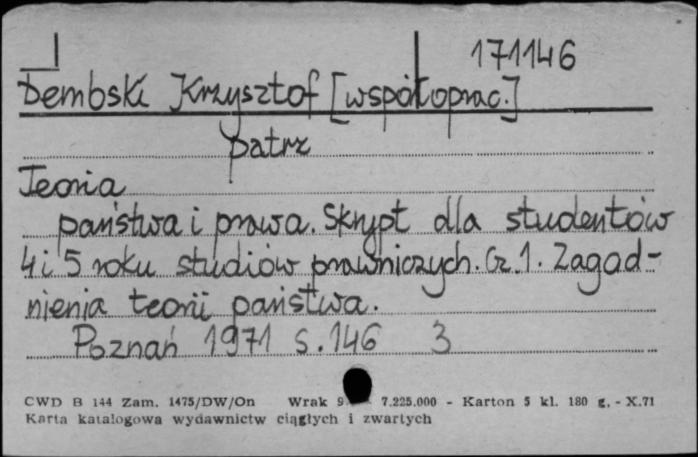 171146
Dembski Krzysztof [współoprac.]
patrz
Teoria
państwa i prawa. Skrypt dla studentów
4 i 5 roku studiów prawniczych. Cz. 1. Zagad-
nienia teorii państwa.
Poznań 1971 s. 146 3
CWD B 144 Zam. 1475/DW/On Wrak 9 7.225.000 - Karton 5 kl. 180 g. - X.71
Karta katalogowa wydawnictw ciągłych i zwartych